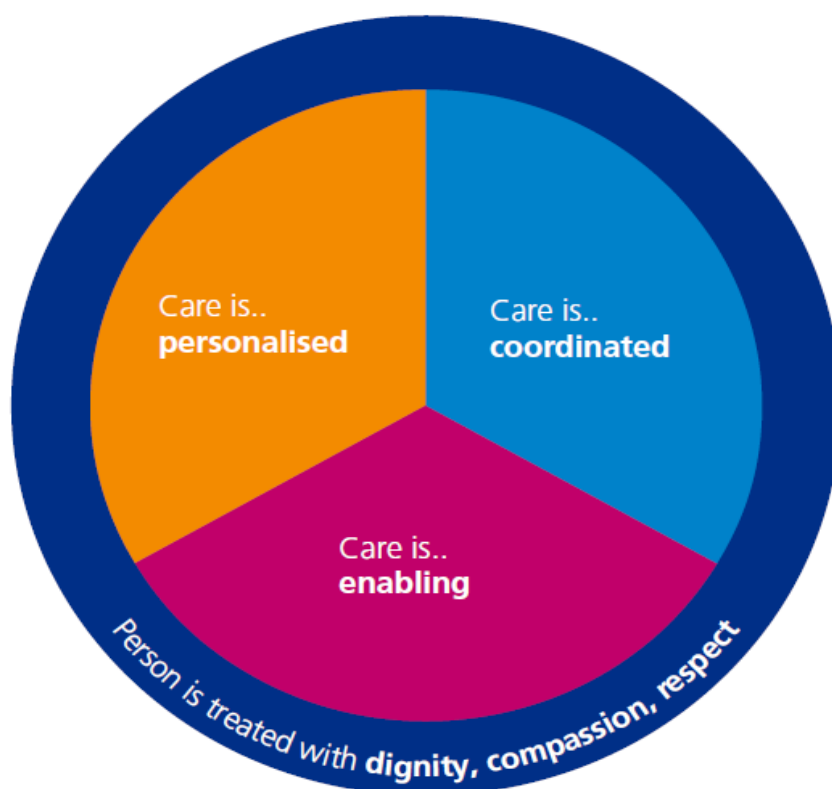 Care is..
personalised
Care is..
coordinated
Care is..
enabling
Person is treated with dignity, compassion, respect